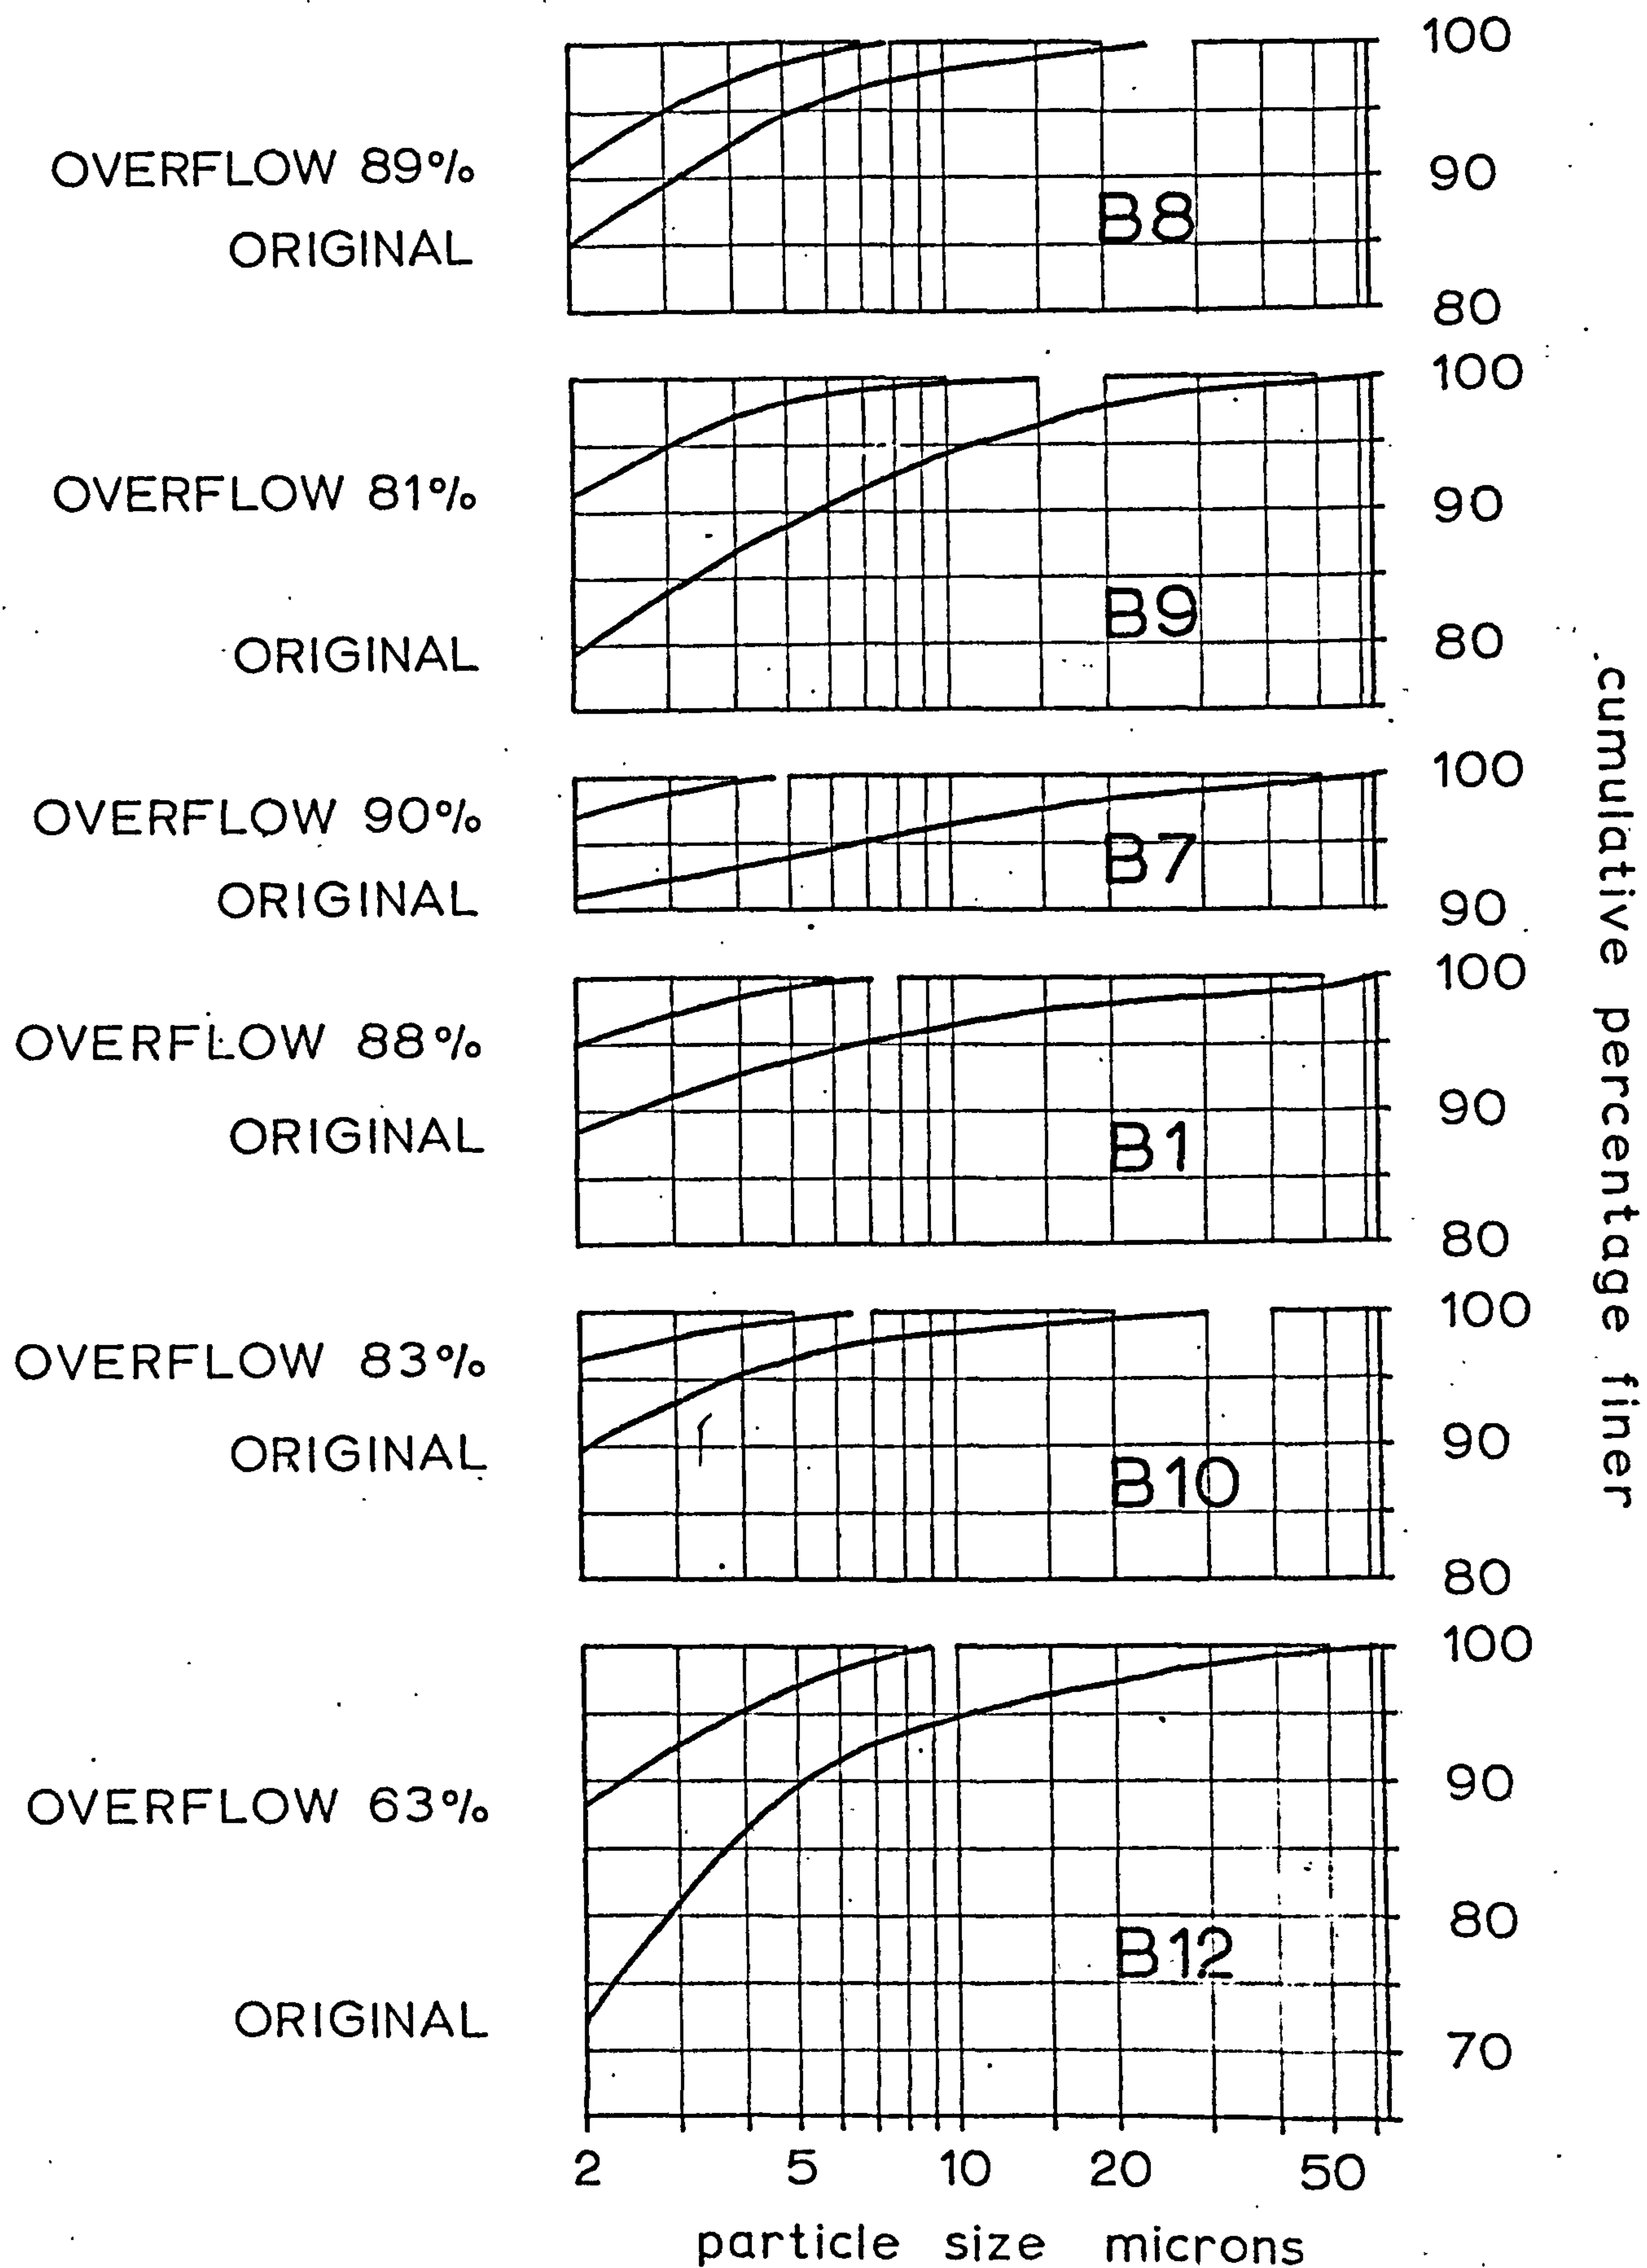 100
OVERFLOW 89%
90
ORIGINAL
B8
80
100
OVERFLOW 81%
90
B9
ORIGINAL
80
100
OVERFLOW 90%
B7
ORIGINAL
90
100
OVERFLOW 88%
90
ORIGINAL
B1
80
100
OVERFLOW 83%
90
ORIGINAL
B10
80
100
OVERFLOW 63%
90
80
B12
ORIGINAL
70
2 5 10 20 50
particle size microns
cumulative percentage finer